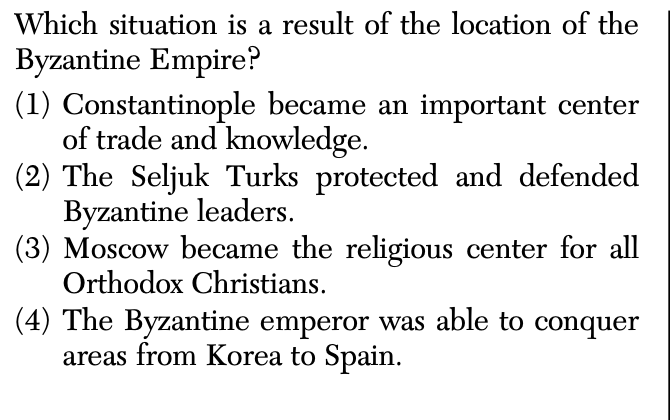 Which situation is a result of the location of the
Byzantine Empire?
(1) Constantinople became an important center
of trade and knowledge.
(2) The Seljuk Turks protected and defended
Byzantine leaders.
(3) Moscow became the religious center for all
Orthodox Christians.
(4) The Byzantine emperor was able to conquer
areas from Korea to Spain.